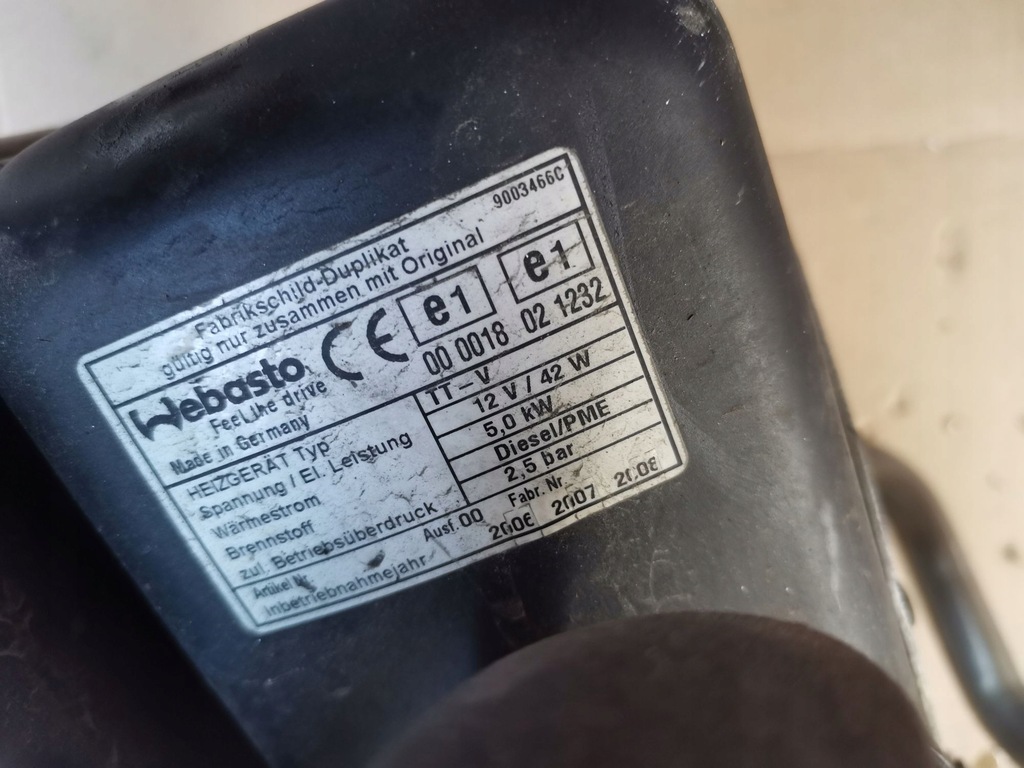 9003466C
Fabrikschild-Duplikat
gültig nur zusammen mit Original
Webasto CE e1 e1
FeeLine drive 00 0018 02 1232
Made in Germany
HEIZGERÄT Typ TT-V
Spannung / El. Leistung 12 V / 42 W
Wärmestrom 5,0 kW
Brennstoff Diesel/PME
zul. Betriebsüberdruck 2,5 bar
Artikel Nr. Ausf. 00 Fabr. Nr.
Inbetriebnahmejahr 2006 2007 2008